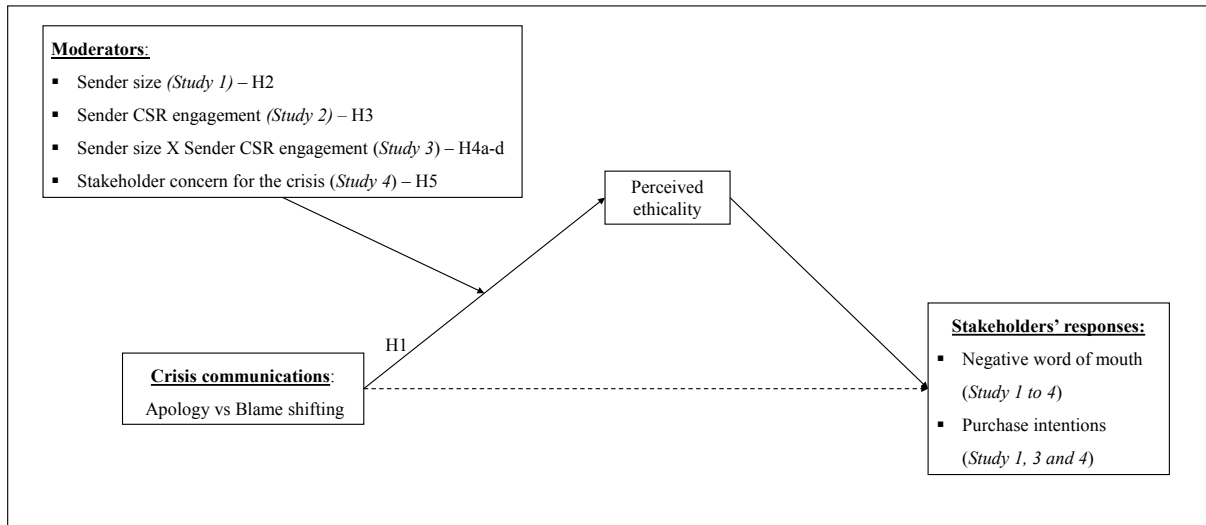 Moderators:
▪ Sender size (Study 1) – H2
▪ Sender CSR engagement (Study 2) – H3
▪ Sender size X Sender CSR engagement (Study 3) – H4a-d
▪ Stakeholder concern for the crisis (Study 4) – H5
Perceived
ethicality
H1
Crisis communications:
Apology vs Blame shifting
Stakeholders’ responses:
▪ Negative word of mouth
(Study 1 to 4)
▪ Purchase intentions
(Study 1, 3 and 4)